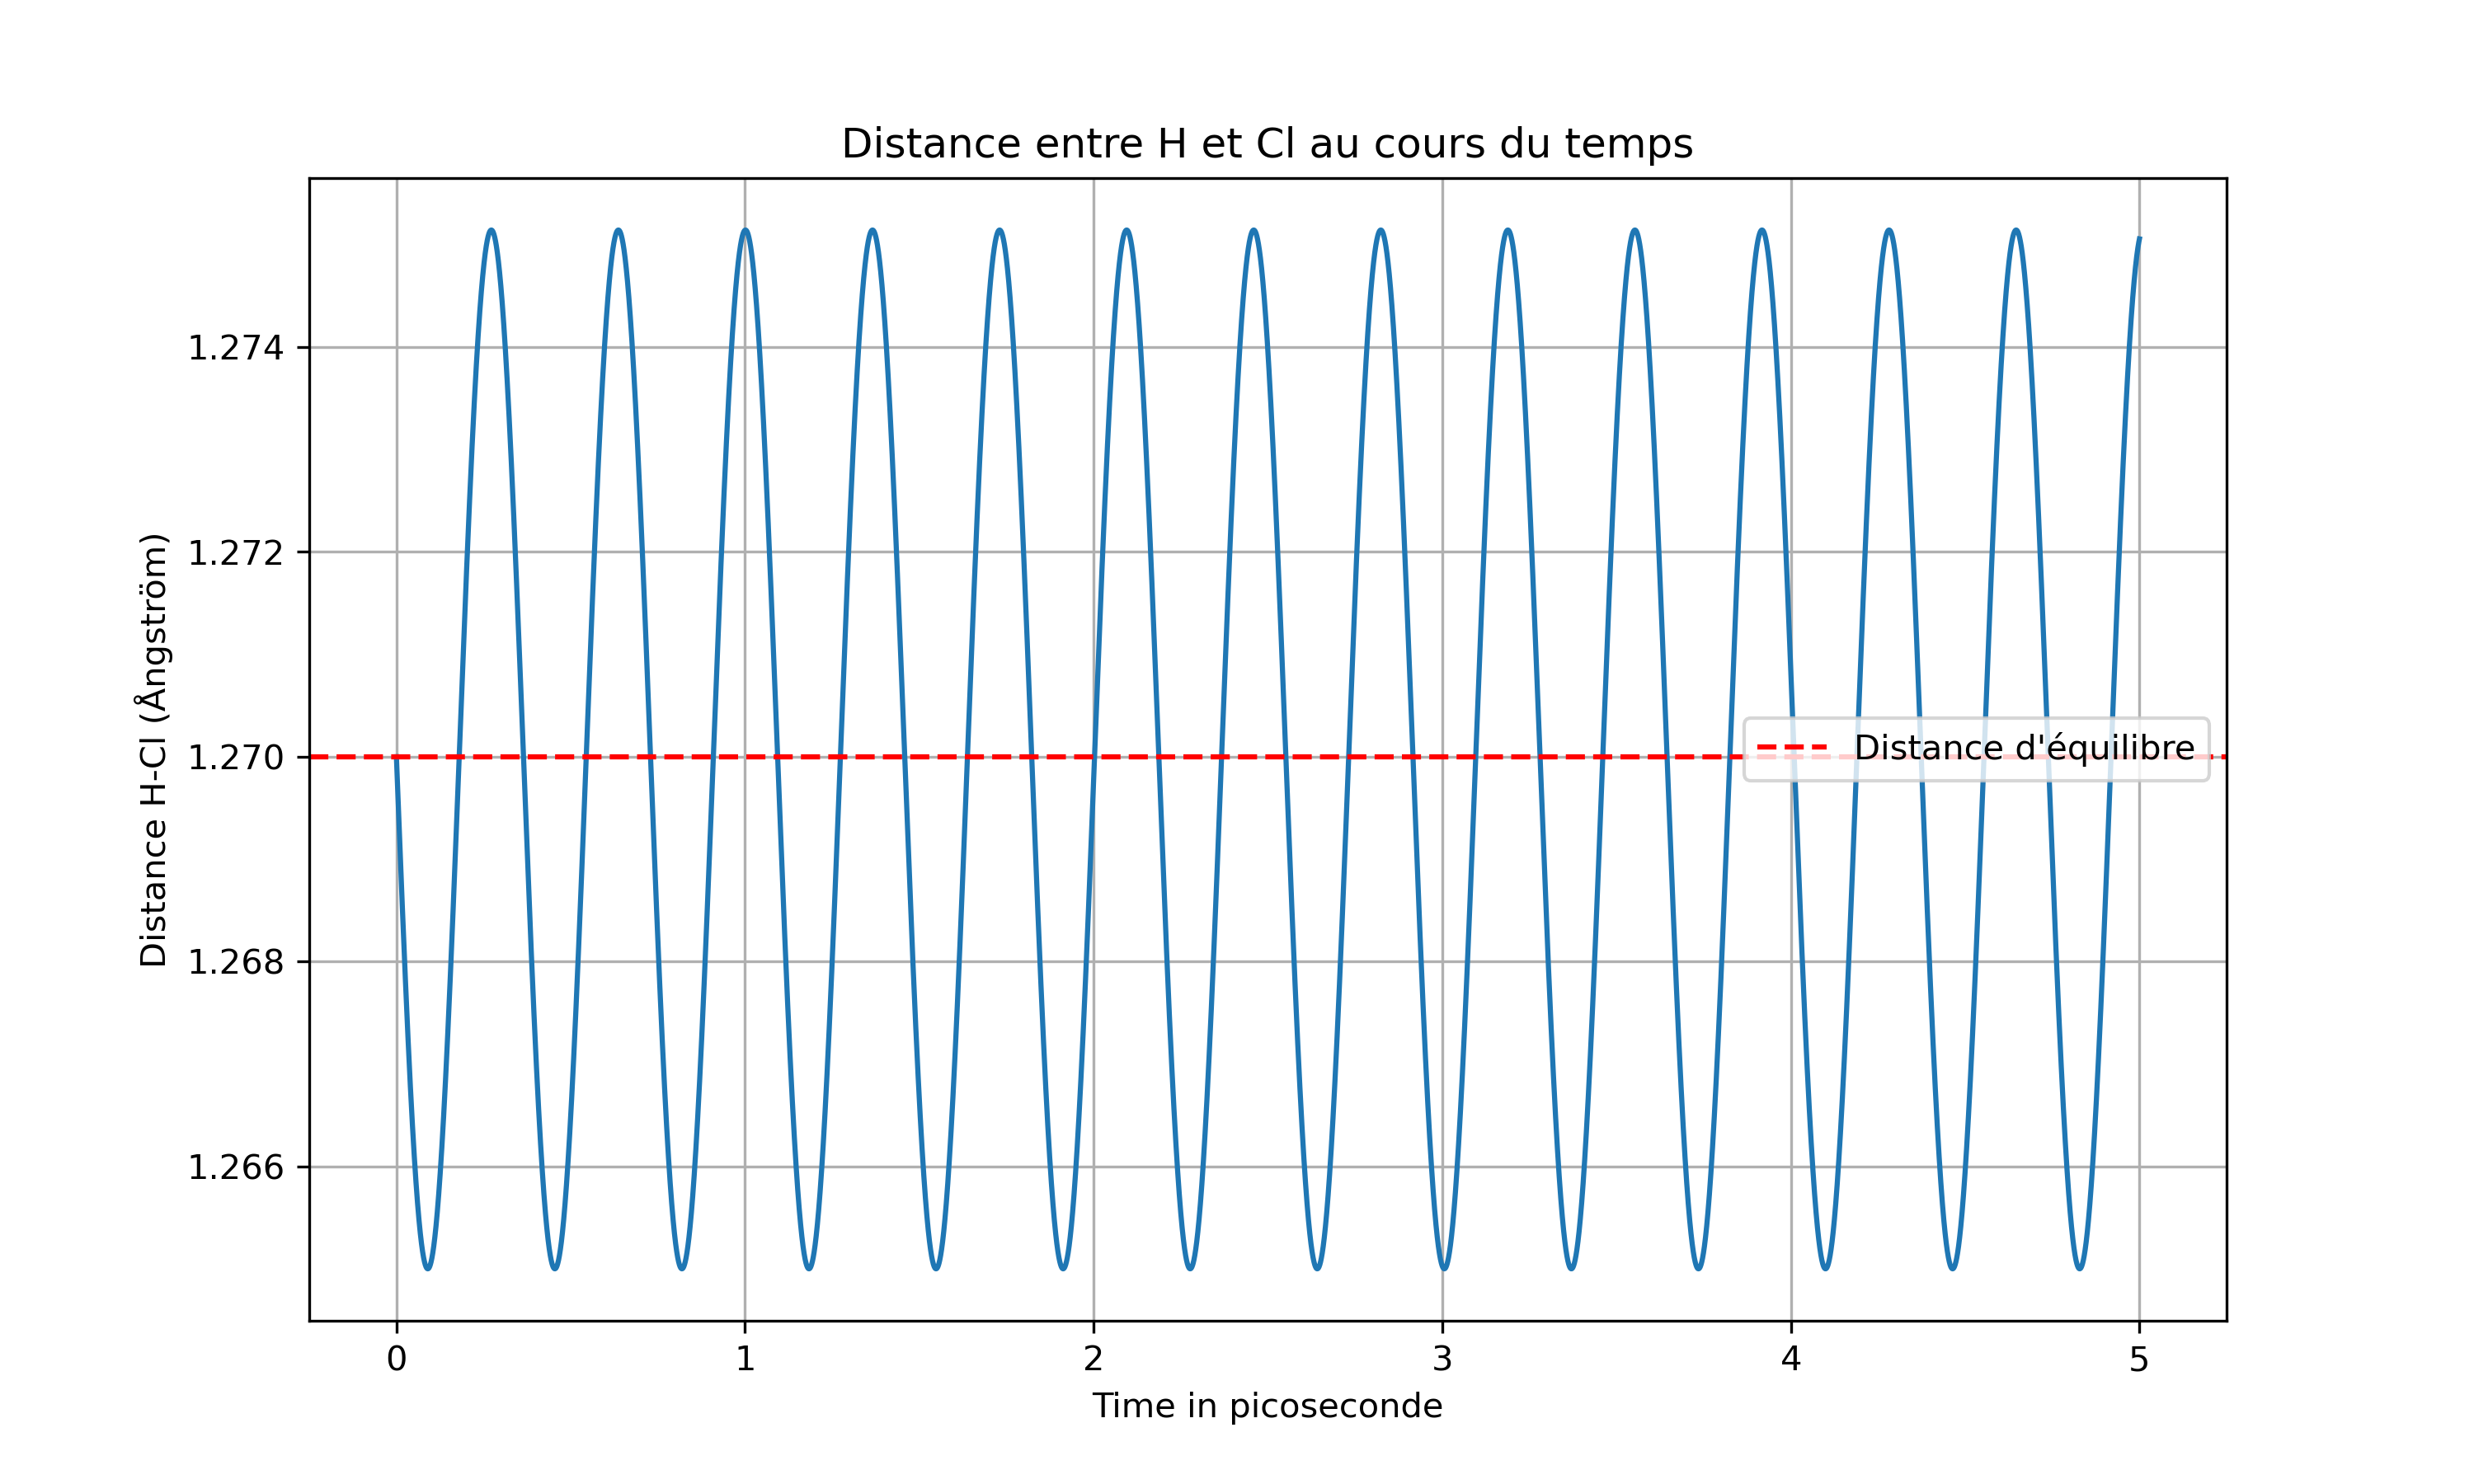 Distance entre H et Cl au cours du temps
Distance H-Cl (Ångström)
1.274
1.272
1.270
1.268
1.266
Distance d'équilibre
0 1 2 3 4 5
Time in picoseconde